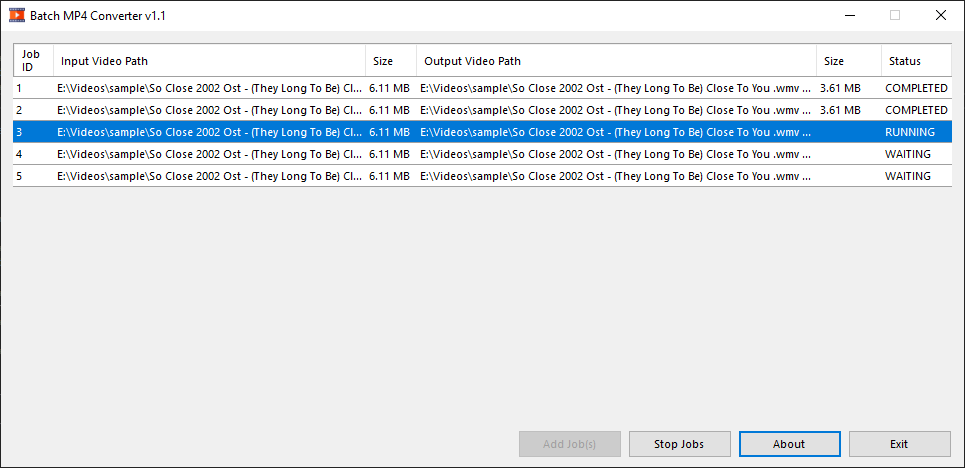 Batch MP4 Converter v1.1
Job ID Input Video Path Size Output Video Path Size Status
1 E:\Videos\sample\So Close 2002 Ost - (They Long To Be) Cl... 6.11 MB E:\Videos\sample\So Close 2002 Ost - (They Long To Be) Close To You .wmv ... 3.61 MB COMPLETED
2 E:\Videos\sample\So Close 2002 Ost - (They Long To Be) Cl... 6.11 MB E:\Videos\sample\So Close 2002 Ost - (They Long To Be) Close To You .wmv ... 3.61 MB COMPLETED
3 E:\Videos\sample\So Close 2002 Ost - (They Long To Be) Cl... 6.11 MB E:\Videos\sample\So Close 2002 Ost - (They Long To Be) Close To You .wmv ... RUNNING
4 E:\Videos\sample\So Close 2002 Ost - (They Long To Be) Cl... 6.11 MB E:\Videos\sample\So Close 2002 Ost - (They Long To Be) Close To You .wmv ... WAITING
5 E:\Videos\sample\So Close 2002 Ost - (They Long To Be) Cl... 6.11 MB E:\Videos\sample\So Close 2002 Ost - (They Long To Be) Close To You .wmv ... WAITING
Add Job(s) Stop Jobs About Exit